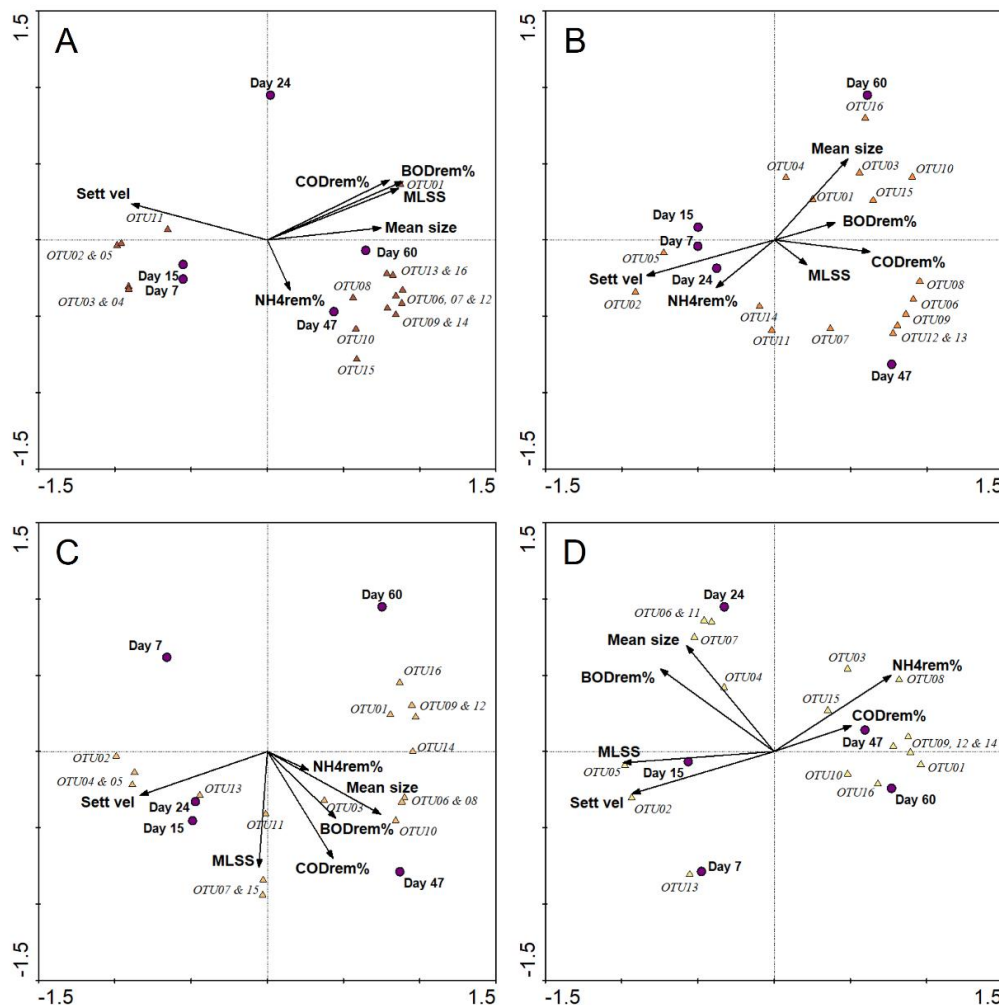 A
1.5
Day 24
BODrem%
CODrem%
OTU01
MLSS
Sett vel
OTU11
Mean size
Day 60
OTU02 & 05
OTU13 & 16
Day 15
OTU08
NH4rem%
OTU03 & 04
Day 7
OTU06, 07 & 12
Day 47
OTU09 & 14
OTU10
OTU15
-1.5
-1.5
1.5
B
1.5
Day 60
OTU16
Mean size
OTU04
OTU03
OTU10
OTU01
OTU15
Day 15
BODrem%
Day 7
OTU05
CODrem%
Sett vel
MLSS
Day 24
OTU08
NH4rem%
OTU02
OTU06
OTU14
OTU09
OTU11
OTU07
OTU12 & 13
Day 47
-1.5
-1.5
1.5
C
1.5
Day 60
Day 7
OTU16
OTU01
OTU09 & 12
OTU14
OTU02
NH4rem%
OTU04 & 05
Mean size
Sett vel
OTU13
OTU06 & 08
Day 24
OTU03
Day 15
OTU11
BODrem%
OTU10
MLSS
CODrem%
OTU07 & 15
Day 47
-1.5
-1.5
1.5
D
1.5
Day 24
OTU06 & 11
Mean size
OTU07
OTU03
NH4rem%
BODrem%
OTU04
OTU08
OTU15
CODrem%
Day 47
MLSS
OTU09, 12 & 14
OTU05
Day 15
OTU01
OTU10
Sett vel
OTU16
OTU02
Day 60
Day 7
OTU13
-1.5
-1.5
1.5